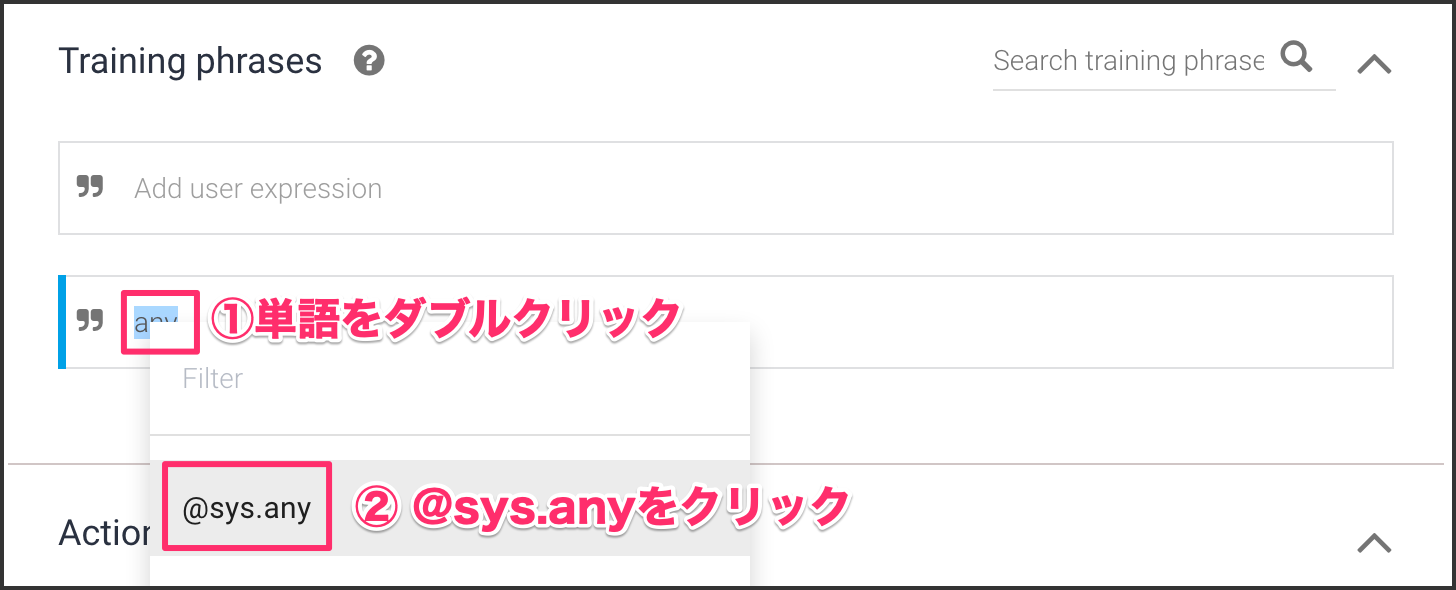 Training phrases
Search training phrase
Add user expression
any ①単語をダブルクリック
Filter
@sys.any ② @sys.anyをクリック
Action